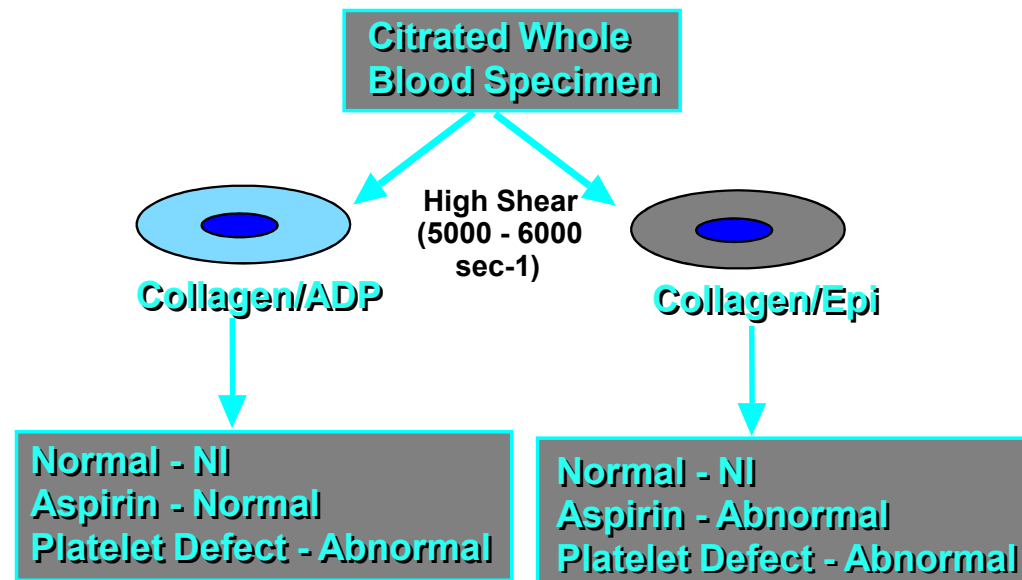 Citrated Whole
Blood Specimen
High Shear
(5000 - 6000
sec-1)
Collagen/ADP
Collagen/Epi
Normal - Nl
Aspirin - Normal
Platelet Defect - Abnormal
Normal - Nl
Aspirin - Abnormal
Platelet Defect - Abnormal